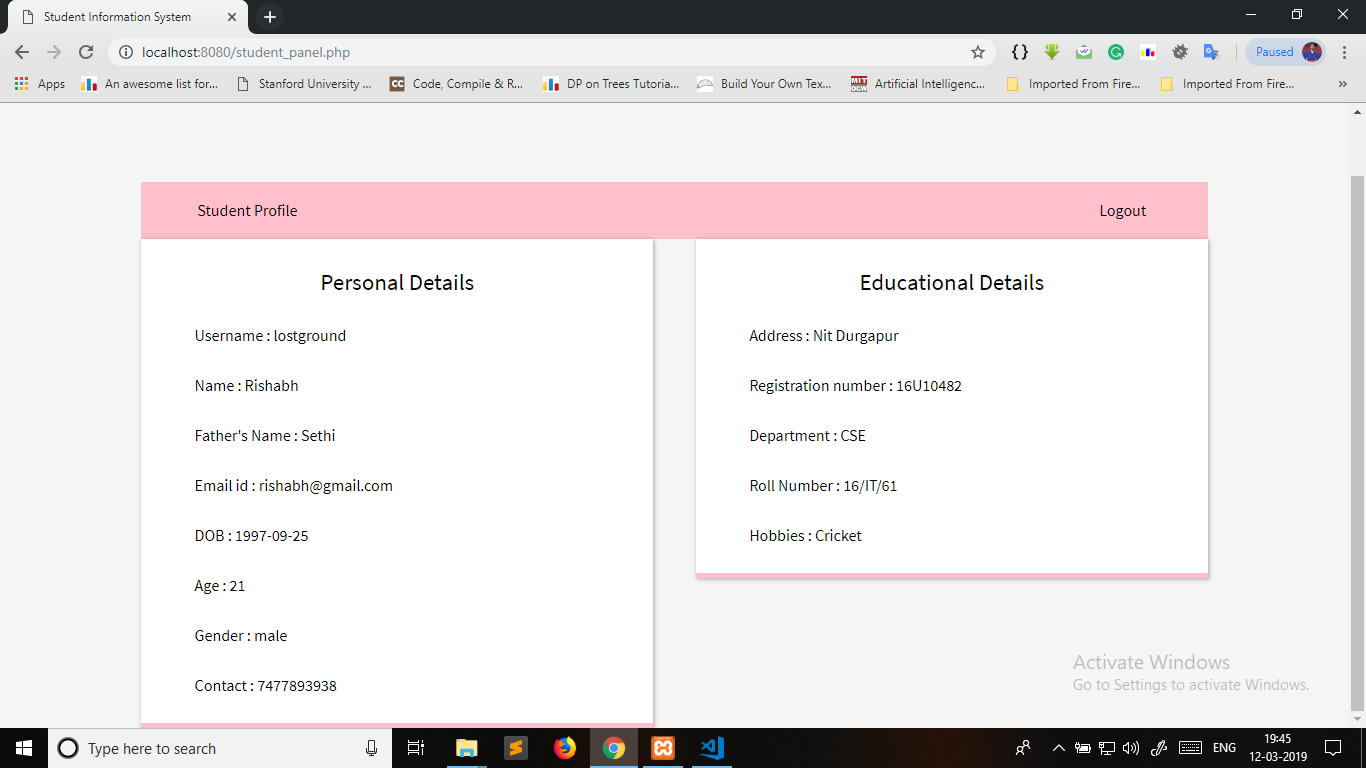 Student Information System
localhost:8080/student_panel.php
Paused
Apps
An awesome list for...
Stanford University ...
CC
Code, Compile & R...
DP on Trees Tutoria...
Build Your Own Tex...
MIT
OCW
Artificial Intelligenc...
Imported From Fire...
Imported From Fire...
Student Profile
Logout
Personal Details
Username : lostground
Name : Rishabh
Father's Name : Sethi
Email id : rishabh@gmail.com
DOB : 1997-09-25
Age : 21
Gender : male
Contact : 7477893938
Educational Details
Address : Nit Durgapur
Registration number : 16U10482
Department : CSE
Roll Number : 16/IT/61
Hobbies : Cricket
Activate Windows
Go to Settings to activate Windows.
Type here to search
ENG
19:45
12-03-2019